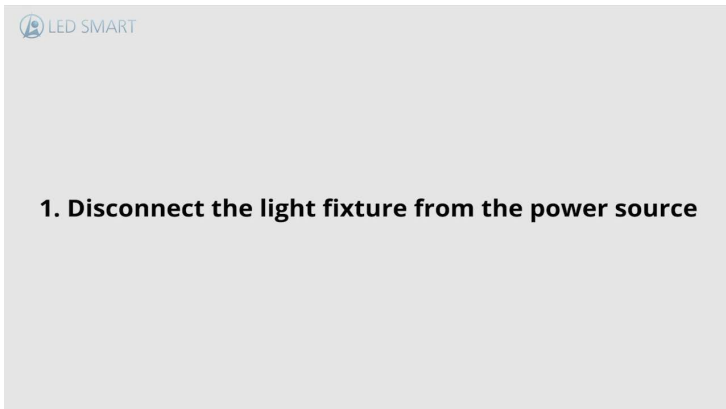 LED SMART
1. Disconnect the light fixture from the power source